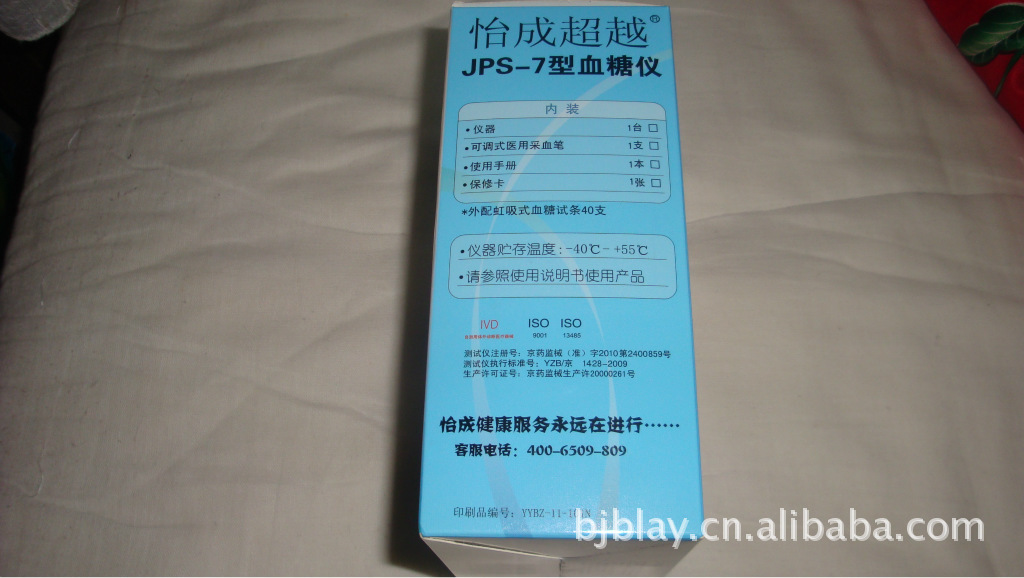 怡成超越®
JPS-7型血糖仪
内 装
•仪器 1台□
•可调式医用采血笔 1支□
•使用手册 1本□
•保修卡 1张□
*外配虹吸式血糖试条40支
•仪器贮存温度:-40℃- +55℃
•请参照使用说明书使用产品
IVD ISO ISO
9001 13485
测试仪注册号：京药监械（准）字2010第2400859号
测试仪执行标准号：YZB/京 1428-2009
生产许可证号：京药监械生产许20000261号
怡成健康服务永远在进行······
客服电话：400-6509-809
印刷品编号：YYBZ-11-
bjblay.cn.alibaba.com